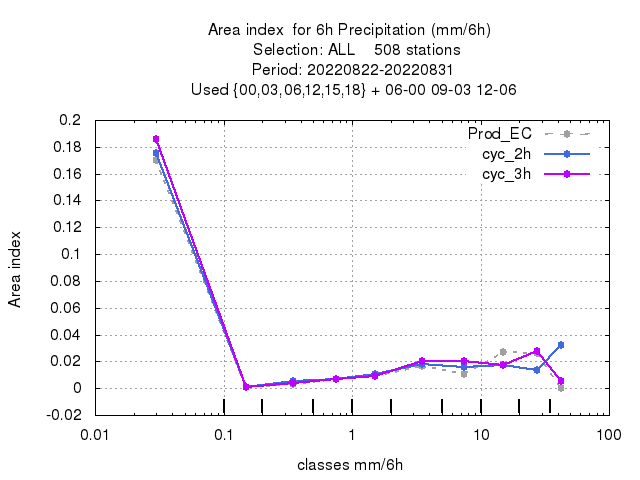 Area index  for 6h Precipitation (mm/6h)
Selection: ALL    508 stations
Period: 20220822-20220831
Used {00,03,06,12,15,18} + 06-00 09-03 12-06
Prod_EC
cyc_2h
cyc_3h
0.2
0.18
0.16
0.14
0.12
0.1
0.08
0.06
0.04
0.02
0
-0.02
Area index
0.01
0.1
1
10
100
classes mm/6h